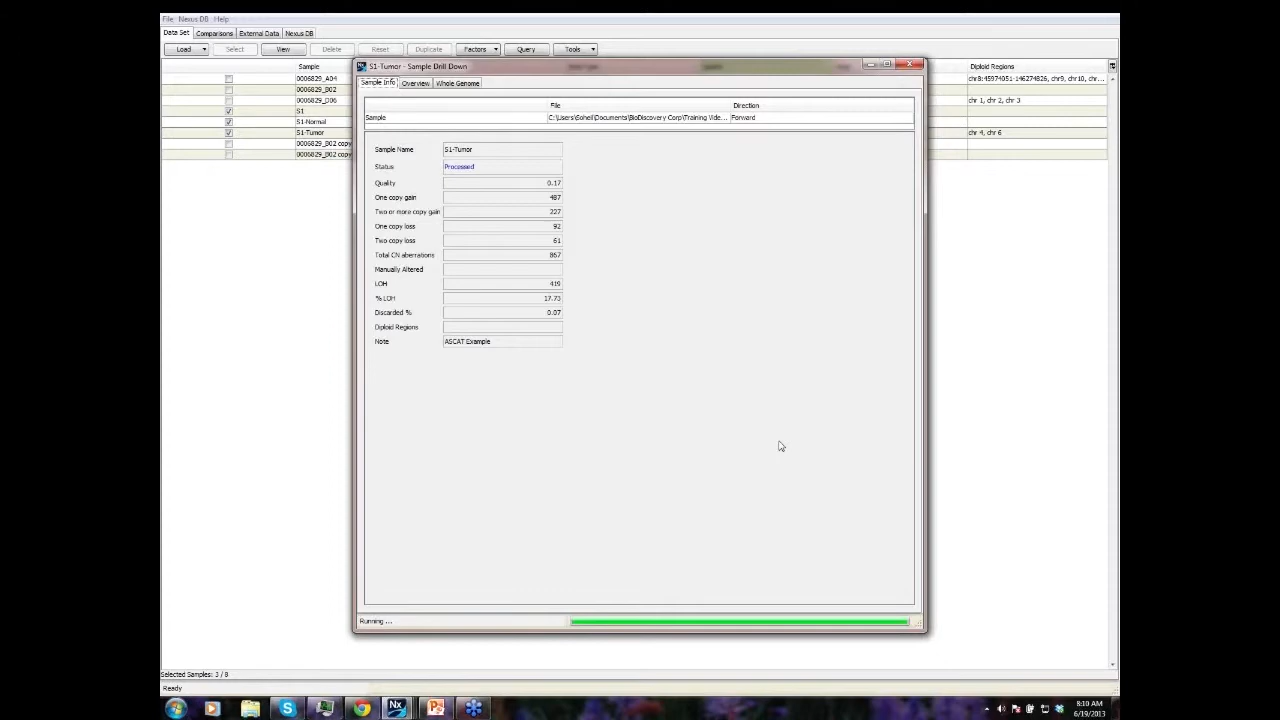 File Nexus DB Help
Data Set Comparisons External Data Nexus DB
Load Select View Delete Reset Duplicate Factors Query Tools
Sample Diploid Regions
0006829_A04 chr8:45974051-146274826, chr9, chr10, chr...
0006829_B02
0006829_D06 chr 1, chr 2, chr 3
S1
S1-Normal
S1-Tumor chr 4, chr 6
0006829_B02 copy
0006829_B02 copy
S1-Tumor - Sample Drill Down
Sample Info Overview Whole Genome
File Direction
Sample C:\Users\Soheil\Documents\BioDiscovery Corp\Training Vide... Forward
Sample Name S1-Tumor
Status Processed
Quality 0.17
One copy gain 487
Two or more copy gain 227
One copy loss 92
Two copy loss 61
Total CN aberrations 867
Manually Altered
LOH 419
% LOH 17.73
Discarded % 0.07
Diploid Regions
Note ASCAT Example
Running ...
Selected Samples: 3 / 8
Ready
8:10 AM
6/19/2013